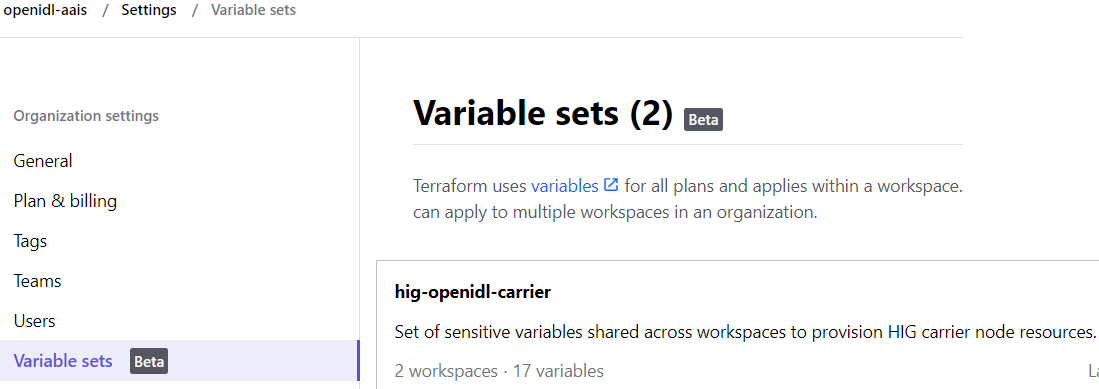 openidl-aais / Settings / Variable sets
Organization settings
General
Plan & billing
Tags
Teams
Users
Variable sets Beta
Variable sets (2) Beta
Terraform uses variables for all plans and applies within a workspace.
can apply to multiple workspaces in an organization.
hig-openidl-carrier
Set of sensitive variables shared across workspaces to provision HIG carrier node resources.
2 workspaces · 17 variables